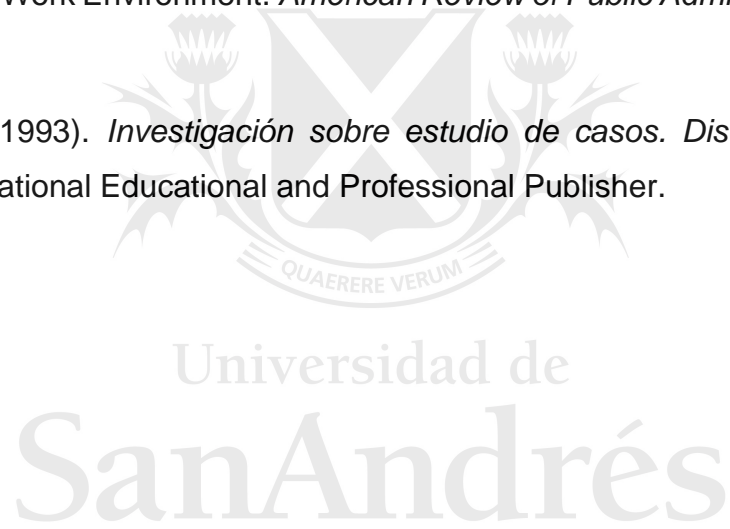 Work Environment. American Review of Public Admi
1993). Investigación sobre estudio de casos. Dis
ational Educational and Professional Publisher.
QUAERERE VERUM
Universidad de
SanAndrés